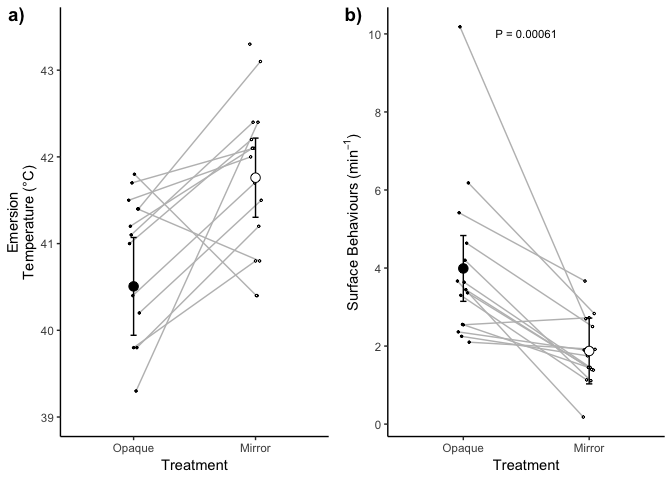 a)
43
42
41
40
39
Emersion
Temperature (°C)
Opaque
Mirror
Treatment
b)
P = 0.00061
10
8
6
4
2
0
Surface Behaviours (min⁻¹)
Opaque
Mirror
Treatment